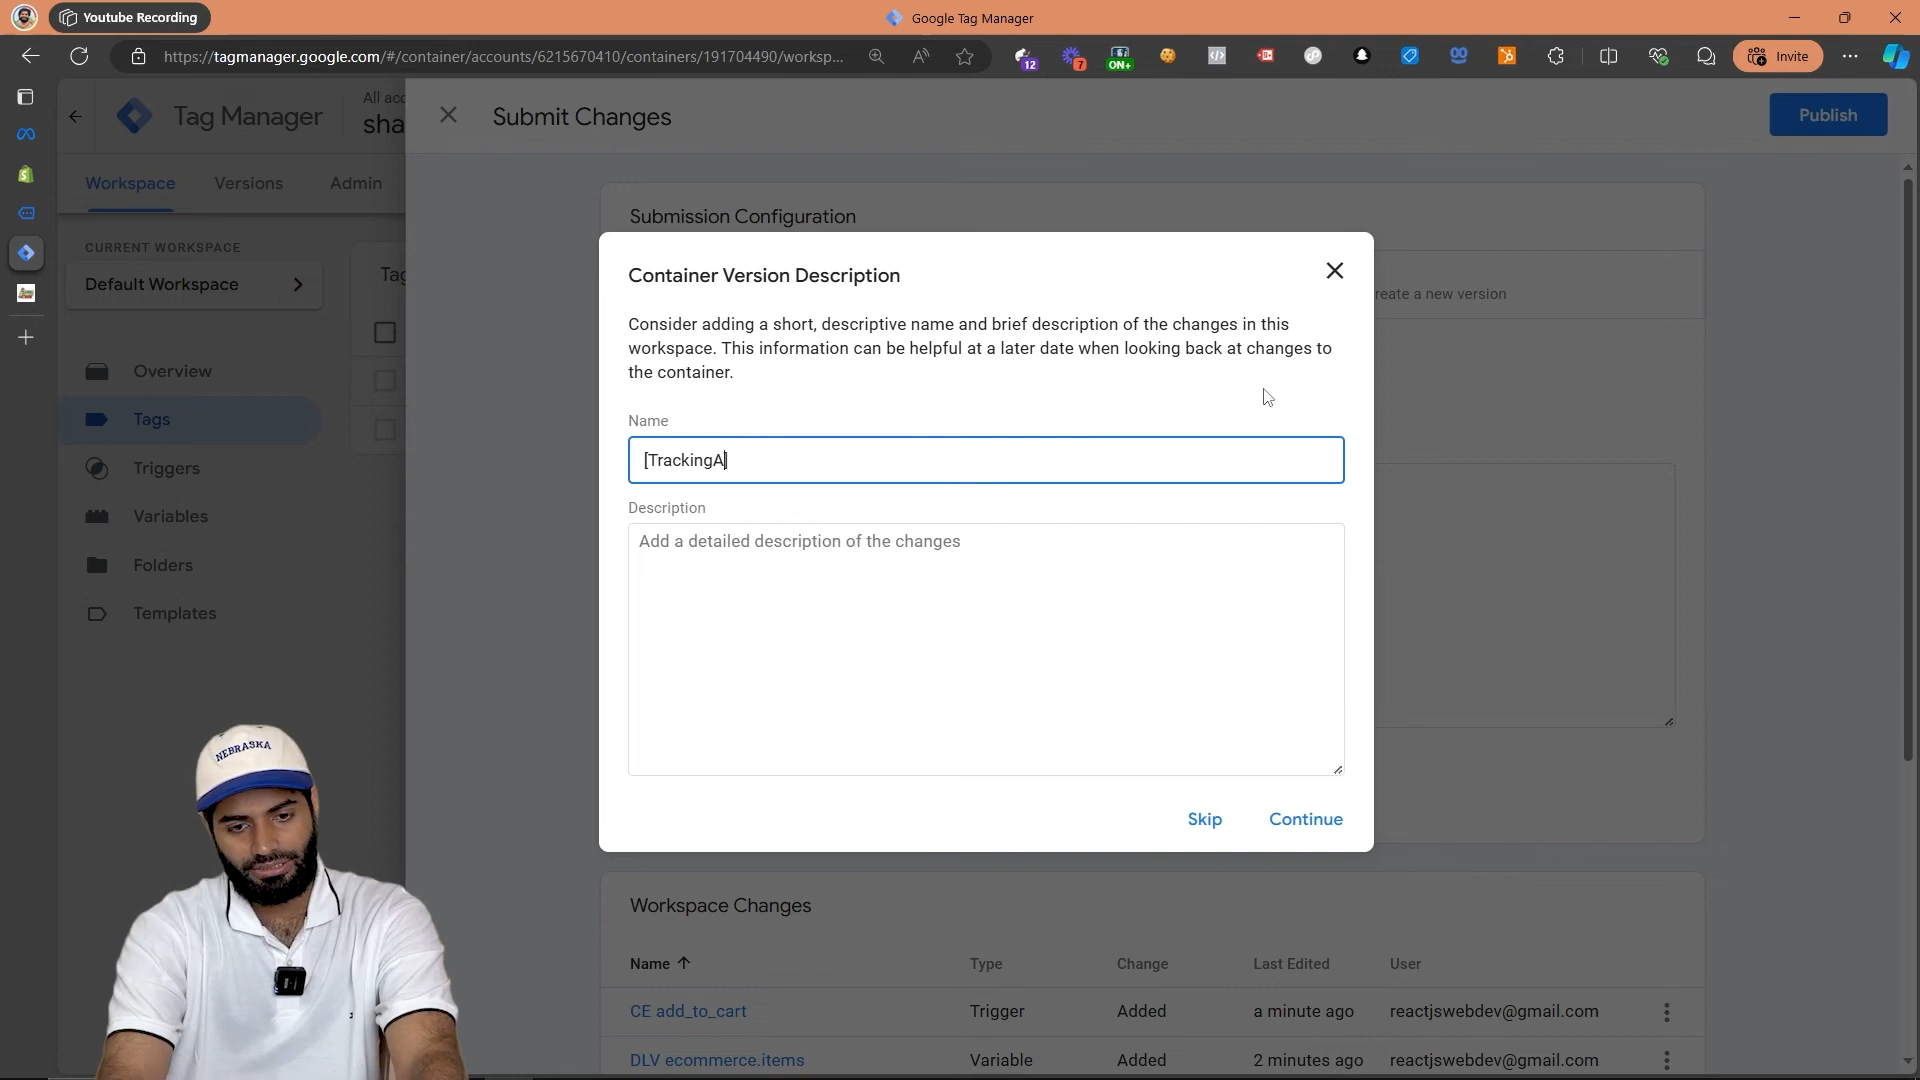 Youtube Recording
Google Tag Manager
https://tagmanager.google.com/#/container/accounts/6215670410/containers/191704490/worksp...
12
7
ON+
Invite
Tag Manager
All acc
sha
Submit Changes
Publish
Workspace
Versions
Admin
CURRENT WORKSPACE
Default Workspace
Tag
Overview
Tags
Triggers
Variables
Folders
Templates
Submission Configuration
reate a new version
Container Version Description
Consider adding a short, descriptive name and brief description of the changes in this
workspace. This information can be helpful at a later date when looking back at changes to
the container.
Name
[TrackingA
Description
Add a detailed description of the changes
Skip
Continue
Workspace Changes
Name Type Change Last Edited User
CE add_to_cart Trigger Added a minute ago reactjswebdev@gmail.com
DLV ecommerce.items Variable Added 2 minutes ago reactjswebdev@gmail.com
NEBRASKA